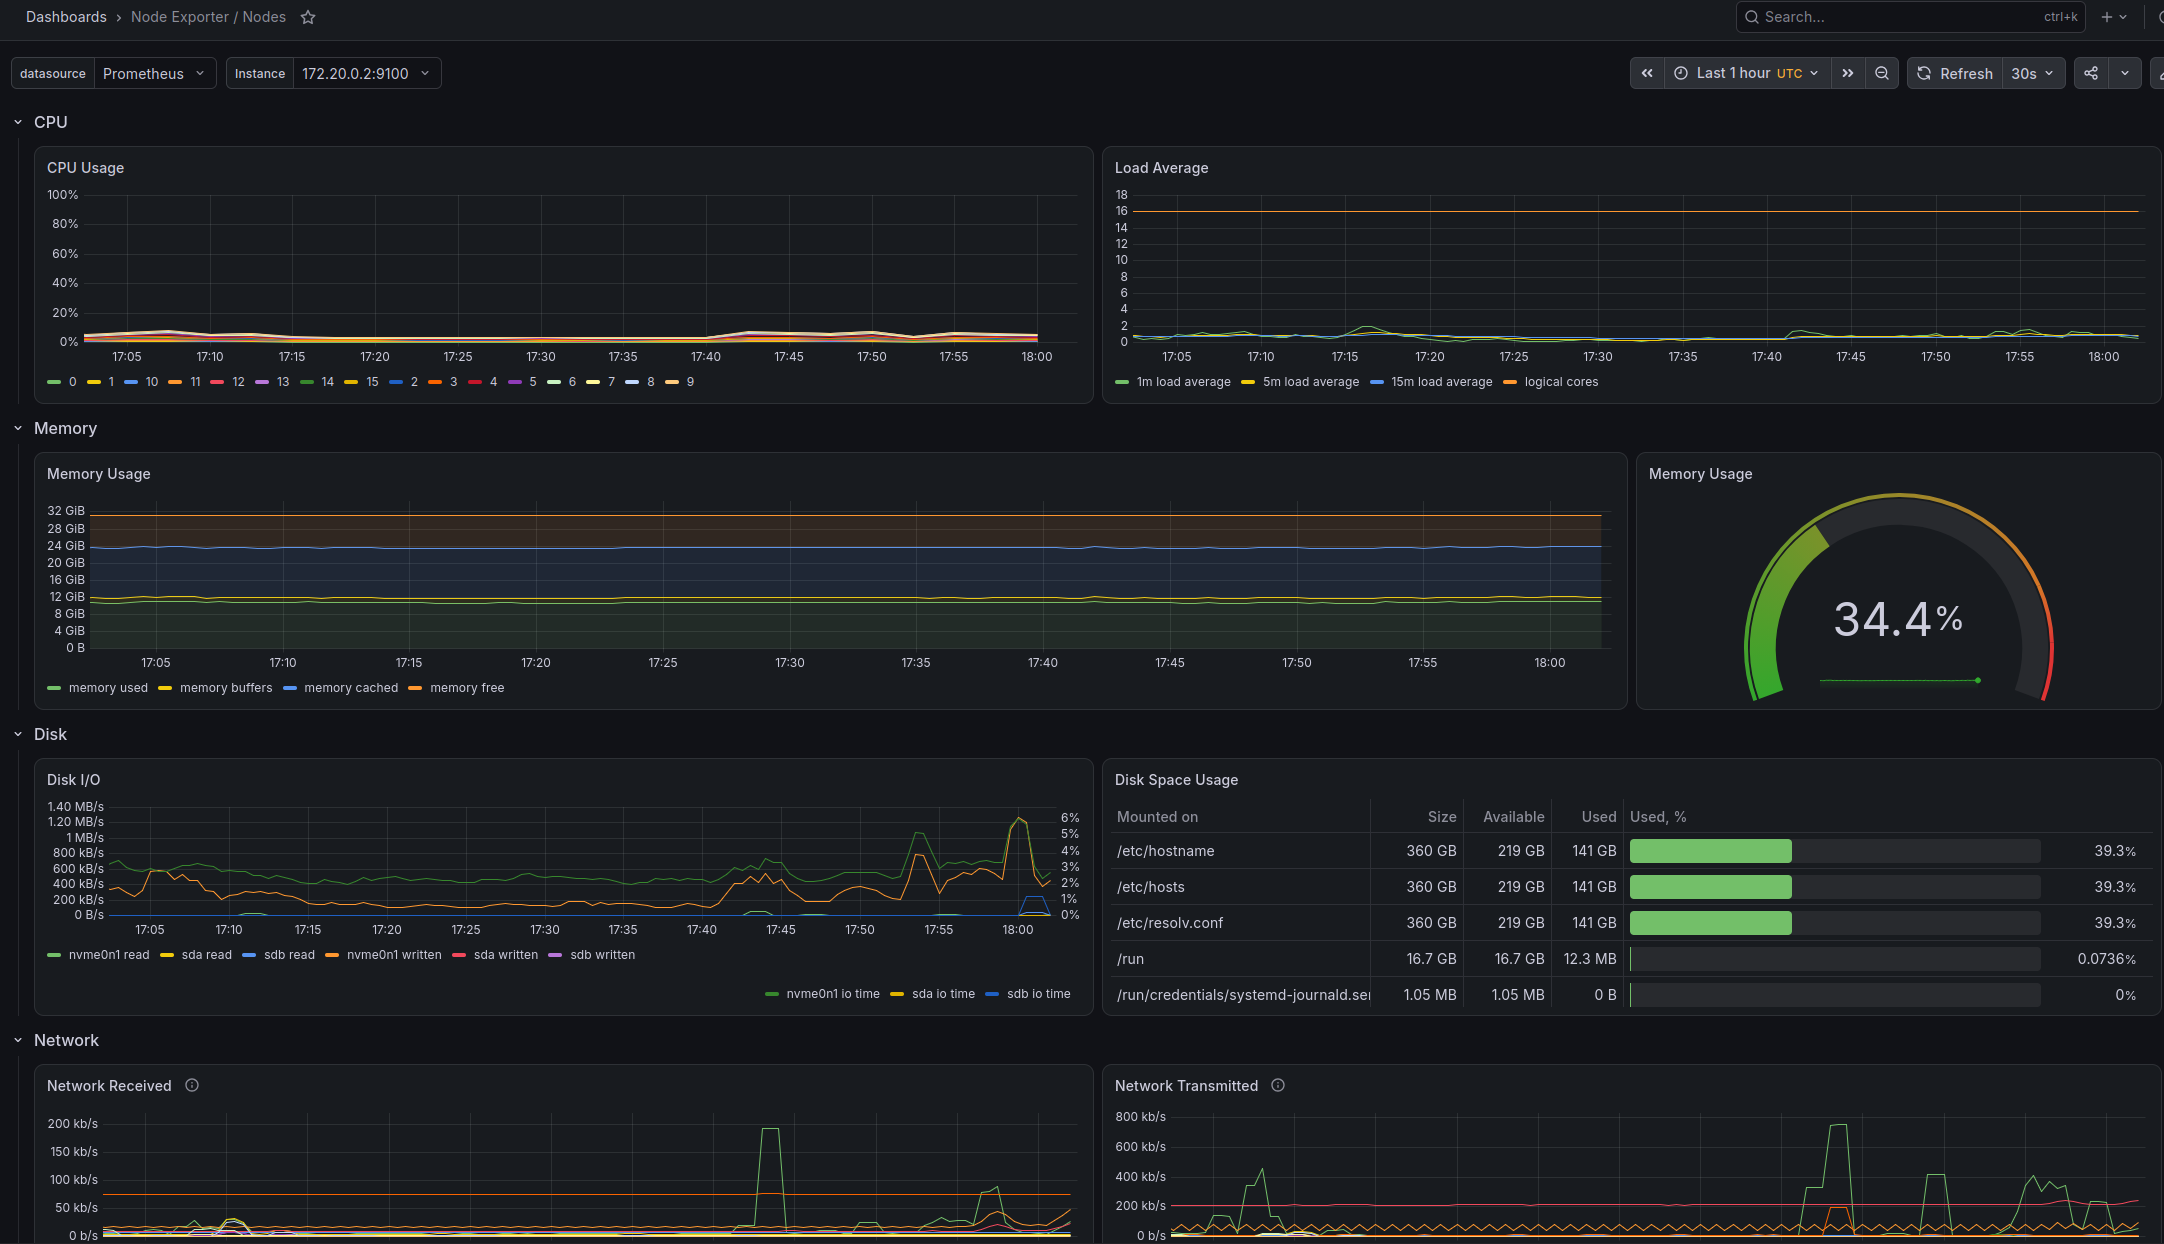 Dashboards › Node Exporter / Nodes
Search... ctrl+k
datasource Prometheus Instance 172.20.0.2:9100
Last 1 hour UTC Refresh 30s
CPU
CPU Usage
100%
80%
60%
40%
20%
0%
17:05 17:10 17:15 17:20 17:25 17:30 17:35 17:40 17:45 17:50 17:55 18:00
0 1 10 11 12 13 14 15 2 3 4 5 6 7 8 9
Load Average
18
16
14
12
10
8
6
4
2
0
17:05 17:10 17:15 17:20 17:25 17:30 17:35 17:40 17:45 17:50 17:55 18:00
1m load average 5m load average 15m load average logical cores
Memory
Memory Usage
32 GiB
28 GiB
24 GiB
20 GiB
16 GiB
12 GiB
8 GiB
4 GiB
0 B
17:05 17:10 17:15 17:20 17:25 17:30 17:35 17:40 17:45 17:50 17:55 18:00
memory used memory buffers memory cached memory free
Memory Usage
34.4%
Disk
Disk I/O
1.40 MB/s
1.20 MB/s
1 MB/s
800 kB/s
600 kB/s
400 kB/s
200 kB/s
0 B/s
6%
5%
4%
3%
2%
1%
0%
17:05 17:10 17:15 17:20 17:25 17:30 17:35 17:40 17:45 17:50 17:55 18:00
nvme0n1 read sda read sdb read nvme0n1 written sda written sdb written
nvme0n1 io time sda io time sdb io time
Disk Space Usage
Mounted on Size Available Used Used, %
/etc/hostname 360 GB 219 GB 141 GB 39.3%
/etc/hosts 360 GB 219 GB 141 GB 39.3%
/etc/resolv.conf 360 GB 219 GB 141 GB 39.3%
/run 16.7 GB 16.7 GB 12.3 MB 0.0736%
/run/credentials/systemd-journald.ser 1.05 MB 1.05 MB 0 B 0%
Network
Network Received
200 kb/s
150 kb/s
100 kb/s
50 kb/s
0 b/s
Network Transmitted
800 kb/s
600 kb/s
400 kb/s
200 kb/s
0 b/s